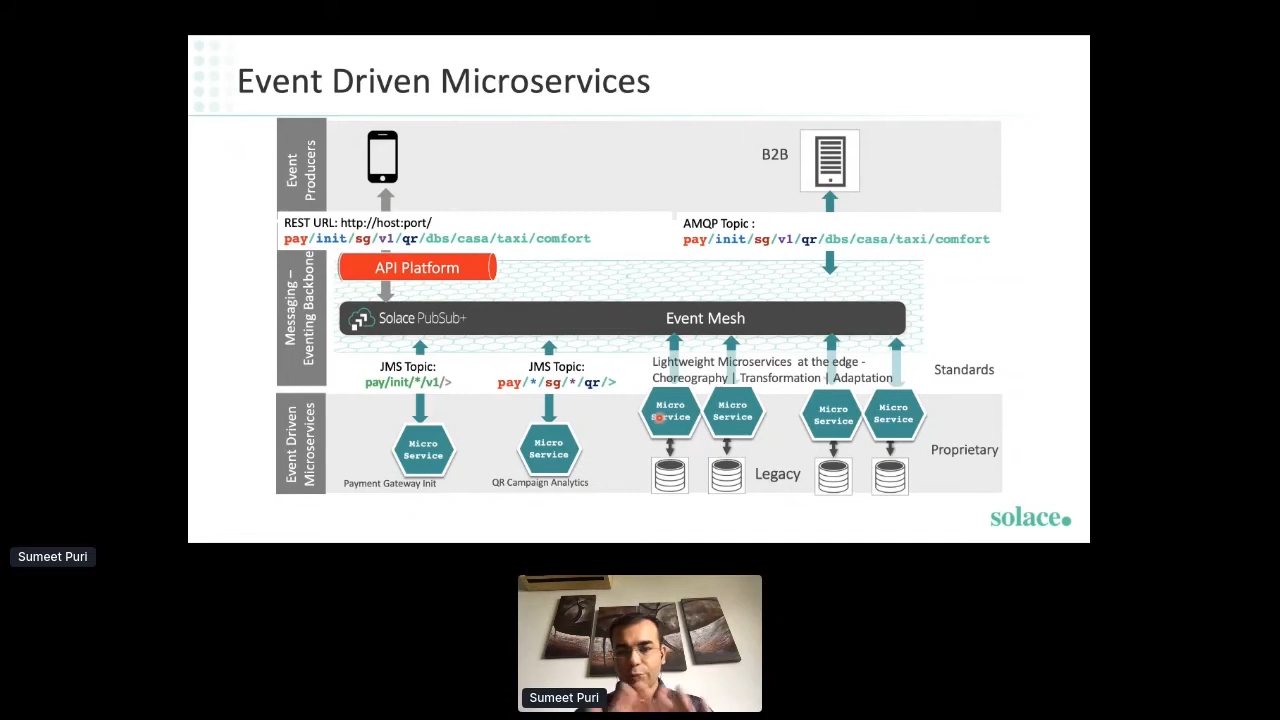 Event Driven Microservices
Event
Producers
B2B
REST URL: http://host:port/
pay/init/sg/v1/qr/dbs/casa/taxi/comfort
AMQP Topic :
pay/init/sg/v1/qr/dbs/casa/taxi/comfort
Messaging –
Eventing Backbone
API Platform
Solace PubSub+
Event Mesh
JMS Topic:
pay/init/*/v1/>
JMS Topic:
pay/*/sg/*/qr/>
Lightweight Microservices at the edge -
Choreography | Transformation | Adaptation
Standards
Event Driven
Microservices
Micro
Service
Micro
Service
Micro
Service
Micro
Service
Micro
Service
Micro
Service
Proprietary
Payment Gateway Init
QR Campaign Analytics
Legacy
solace.
Sumeet Puri
Sumeet Puri